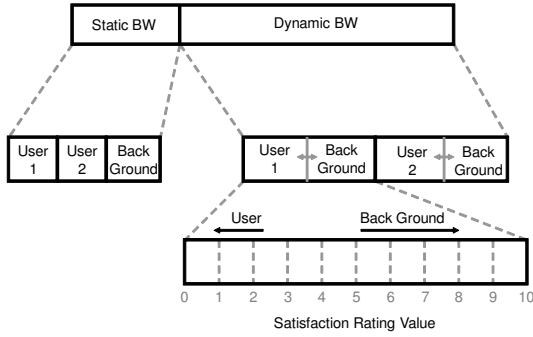 Static BW
Dynamic BW
User
1
User
2
Back
Ground
User
1
Back
Ground
User
2
Back
Ground
User
Back Ground
0 1 2 3 4 5 6 7 8 9 10
Satisfaction Rating Value